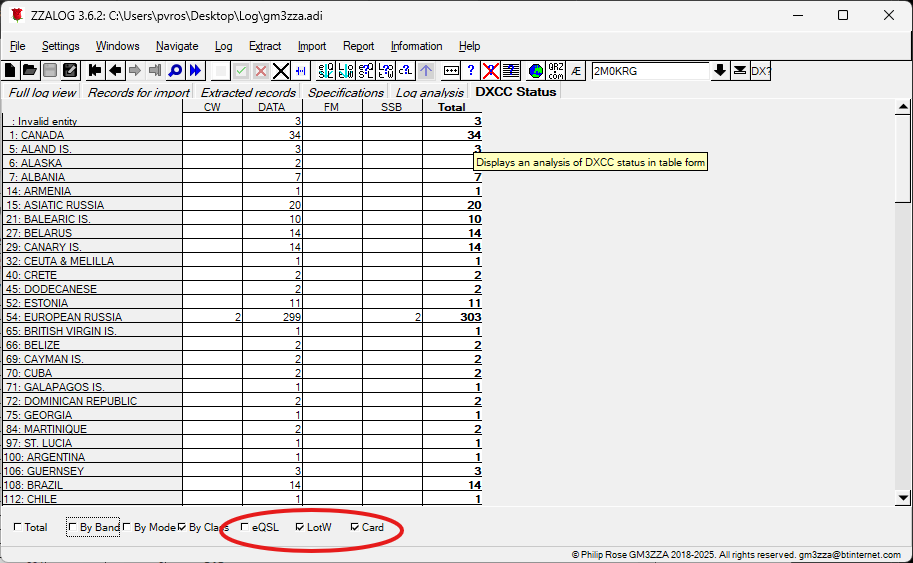 ZZALOG 3.6.2: C:\Users\pvros\Desktop\Log\gm3zza.adi
File Settings Windows Navigate Log Extract Import Report Information Help
2M0KRG DX?
Full log view Records for import Extracted records Specifications Log analysis DXCC Status
CW DATA FM SSB Total
: Invalid entity 3 3
1: CANADA 34 34
5: ALAND IS. 3 3
6: ALASKA 2
Displays an analysis of DXCC status in table form
7: ALBANIA 7 7
14: ARMENIA 1 1
15: ASIATIC RUSSIA 20 20
21: BALEARIC IS. 10 10
27: BELARUS 14 14
29: CANARY IS. 14 14
32: CEUTA & MELILLA 1 1
40: CRETE 2 2
45: DODECANESE 2 2
52: ESTONIA 11 11
54: EUROPEAN RUSSIA 2 299 2 303
65: BRITISH VIRGIN IS. 1 1
66: BELIZE 2 2
69: CAYMAN IS. 2 2
70: CUBA 2 2
71: GALAPAGOS IS. 1 1
72: DOMINICAN REPUBLIC 2 2
75: GEORGIA 1 1
84: MARTINIQUE 2 2
97: ST. LUCIA 1 1
100: ARGENTINA 1 1
106: GUERNSEY 3 3
108: BRAZIL 14 14
112: CHILE 1 1
Total By Band By Mode By Class eQSL LotW Card
© Philip Rose GM3ZZA 2018-2025. All rights reserved. gm3zza@btinternet.com